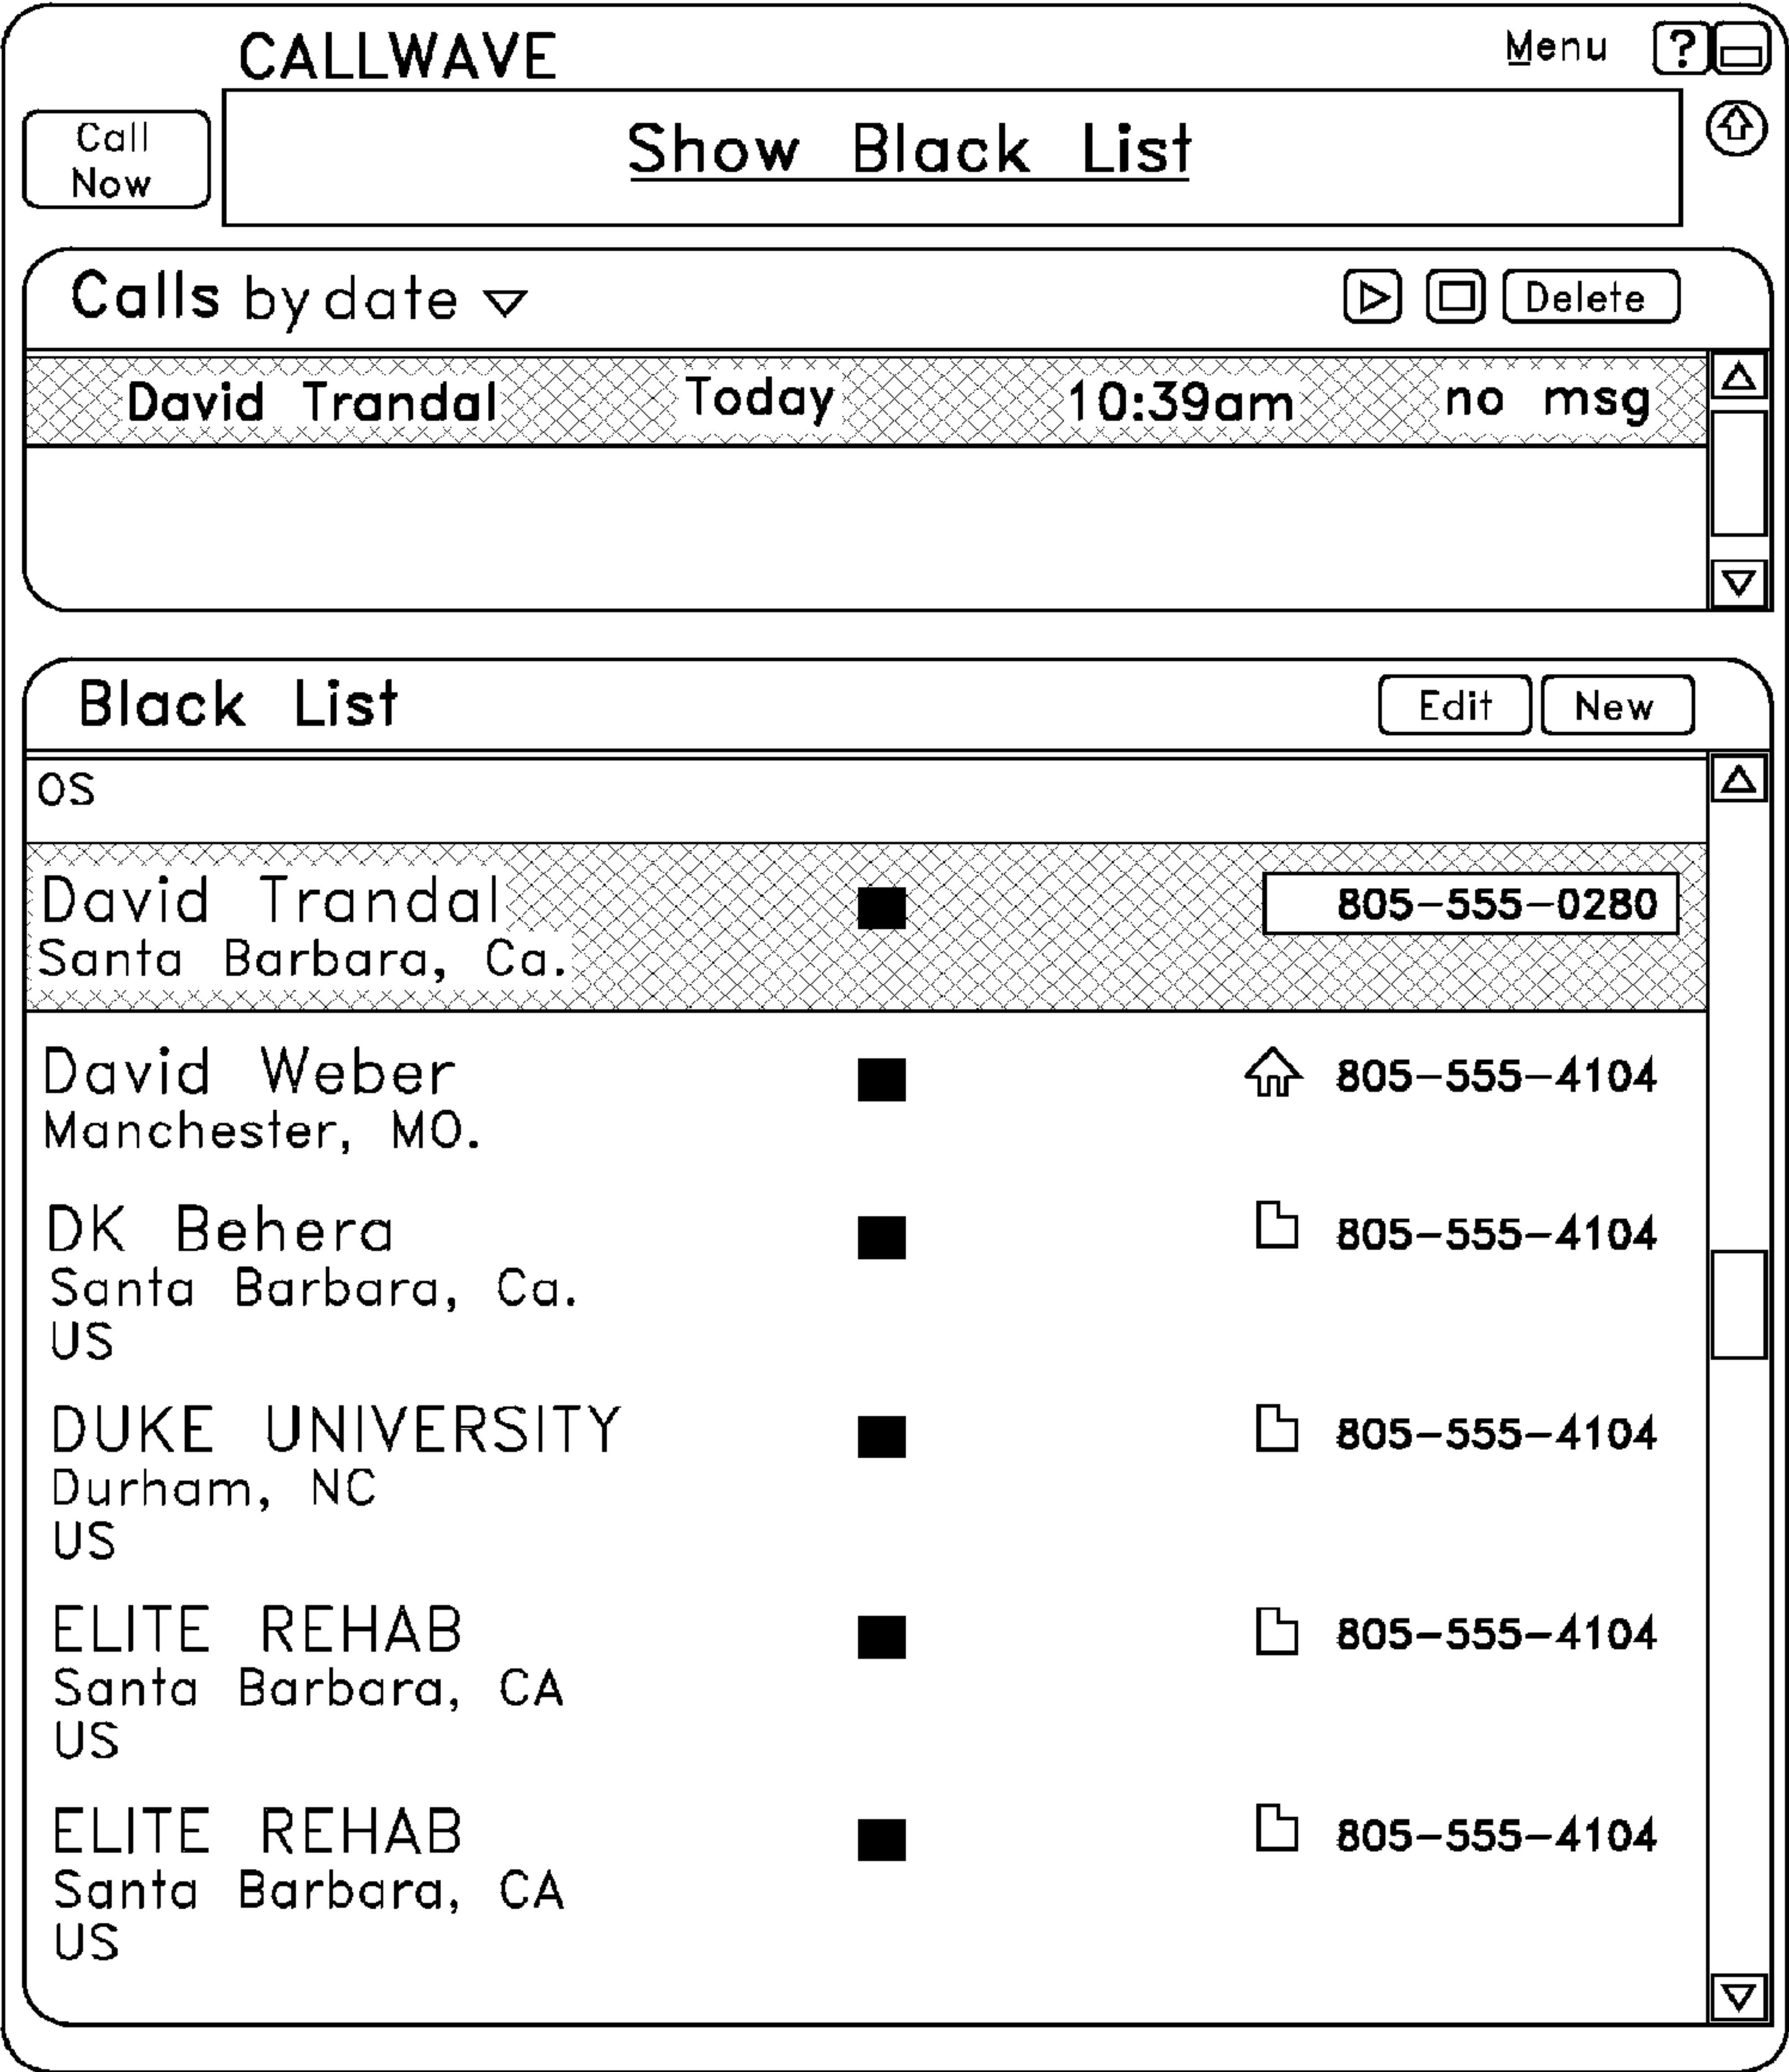 CALLWAVE Menu ?
Call
Now
Show Black List
Calls by date Delete
David Trandal Today 10:39am no msg
Black List Edit New
OS
David Trandal 805-555-0280
Santa Barbara, Ca.
David Weber 805-555-4104
Manchester, MO.
DK Behera 805-555-4104
Santa Barbara, Ca.
US
DUKE UNIVERSITY 805-555-4104
Durham, NC
US
ELITE REHAB 805-555-4104
Santa Barbara, CA
US
ELITE REHAB 805-555-4104
Santa Barbara, CA
US